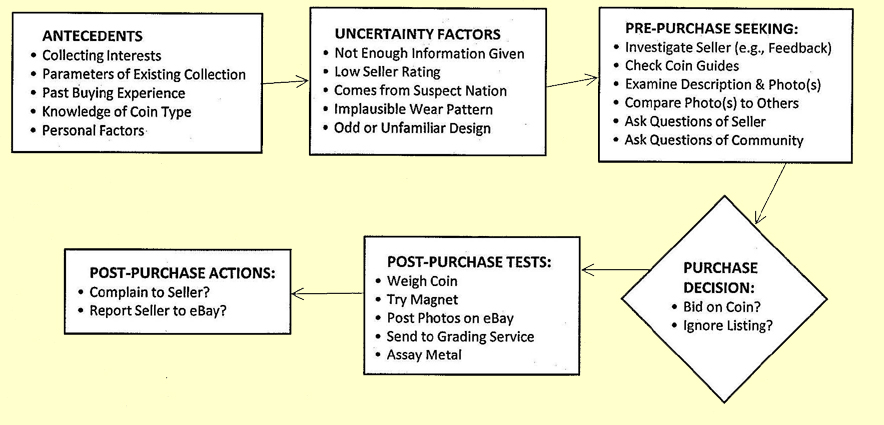 ANTECEDENTS
• Collecting Interests
• Parameters of Existing Collection
• Past Buying Experience
• Knowledge of Coin Type
• Personal Factors
UNCERTAINTY FACTORS
• Not Enough Information Given
• Low Seller Rating
• Comes from Suspect Nation
• Implausible Wear Pattern
• Odd or Unfamiliar Design
PRE-PURCHASE SEEKING:
• Investigate Seller (e.g., Feedback)
• Check Coin Guides
• Examine Description & Photo(s)
• Compare Photo(s) to Others
• Ask Questions of Seller
• Ask Questions of Community
PURCHASE
DECISION:
• Bid on Coin?
• Ignore Listing?
POST-PURCHASE TESTS:
• Weigh Coin
• Try Magnet
• Post Photos on eBay
• Send to Grading Service
• Assay Metal
POST-PURCHASE ACTIONS:
• Complain to Seller?
• Report Seller to eBay?